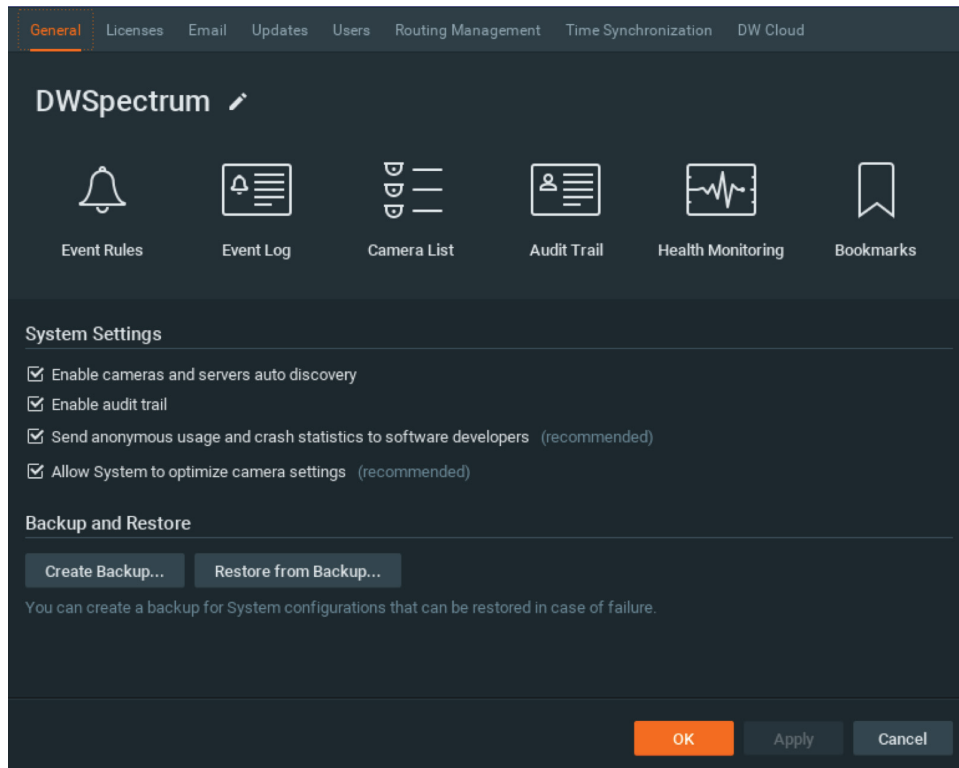 General Licenses Email Updates Users Routing Management Time Synchronization DW Cloud
DWSpectrum
Event Rules Event Log Camera List Audit Trail Health Monitoring Bookmarks
System Settings
Enable cameras and servers auto discovery
Enable audit trail
Send anonymous usage and crash statistics to software developers (recommended)
Allow System to optimize camera settings (recommended)
Backup and Restore
Create Backup... Restore from Backup...
You can create a backup for System configurations that can be restored in case of failure.
OK Apply Cancel